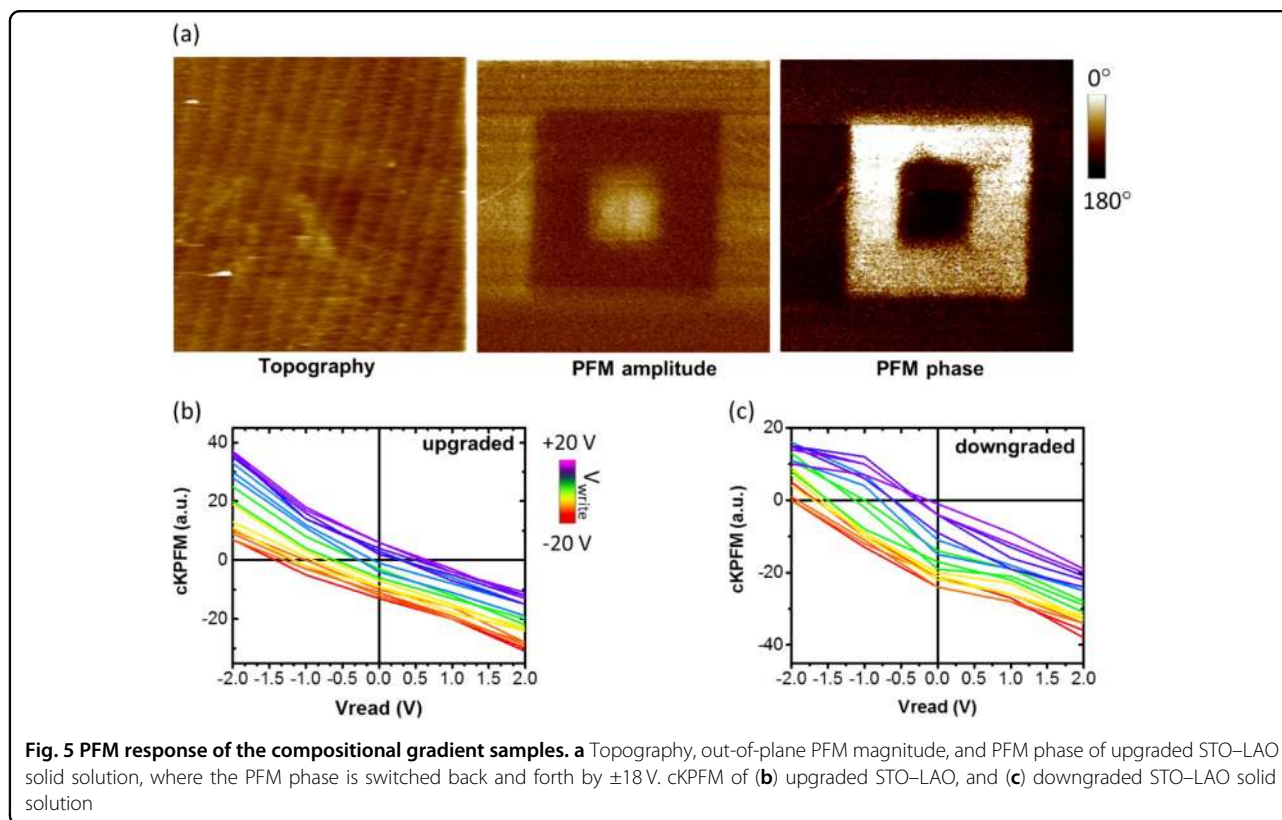 (a)
0°
180°
Topography
PFM amplitude
PFM phase
(b)
upgraded
cKPFM (a.u.)
40
20
0
-20
-2.0 -1.5 -1.0 -0.5 0.0 0.5 1.0 1.5 2.0
Vread (V)
+20 V
Vwrite
-20 V
(c)
downgraded
cKPFM (a.u.)
20
0
-20
-40
-2.0 -1.5 -1.0 -0.5 0.0 0.5 1.0 1.5 2.0
Vread (V)
Fig. 5 PFM response of the compositional gradient samples. a Topography, out-of-plane PFM magnitude, and PFM phase of upgraded STO–LAO
solid solution, where the PFM phase is switched back and forth by ±18 V. cKPFM of (b) upgraded STO–LAO, and (c) downgraded STO–LAO solid
solution